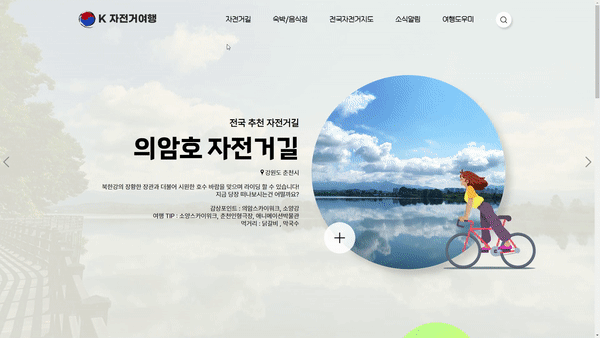 K 자전거여행
자전거길
숙박/음식점
전국자전거지도
소식알림
여행도우미
전국 추천 자전거길
의암호 자전거길
강원도 춘천시
북한강의 장황한 장관과 더불어 시원한 호수 바람을 맞으며 라이딩 할 수 있습니다!
지금 당장 떠나보시는건 어떨까요?
감상포인트 : 의암스카이워크, 소양강
여행 TIP : 소양스카이워크, 춘천인형극장, 애니메이션박물관
먹거리 : 닭갈비 , 막국수